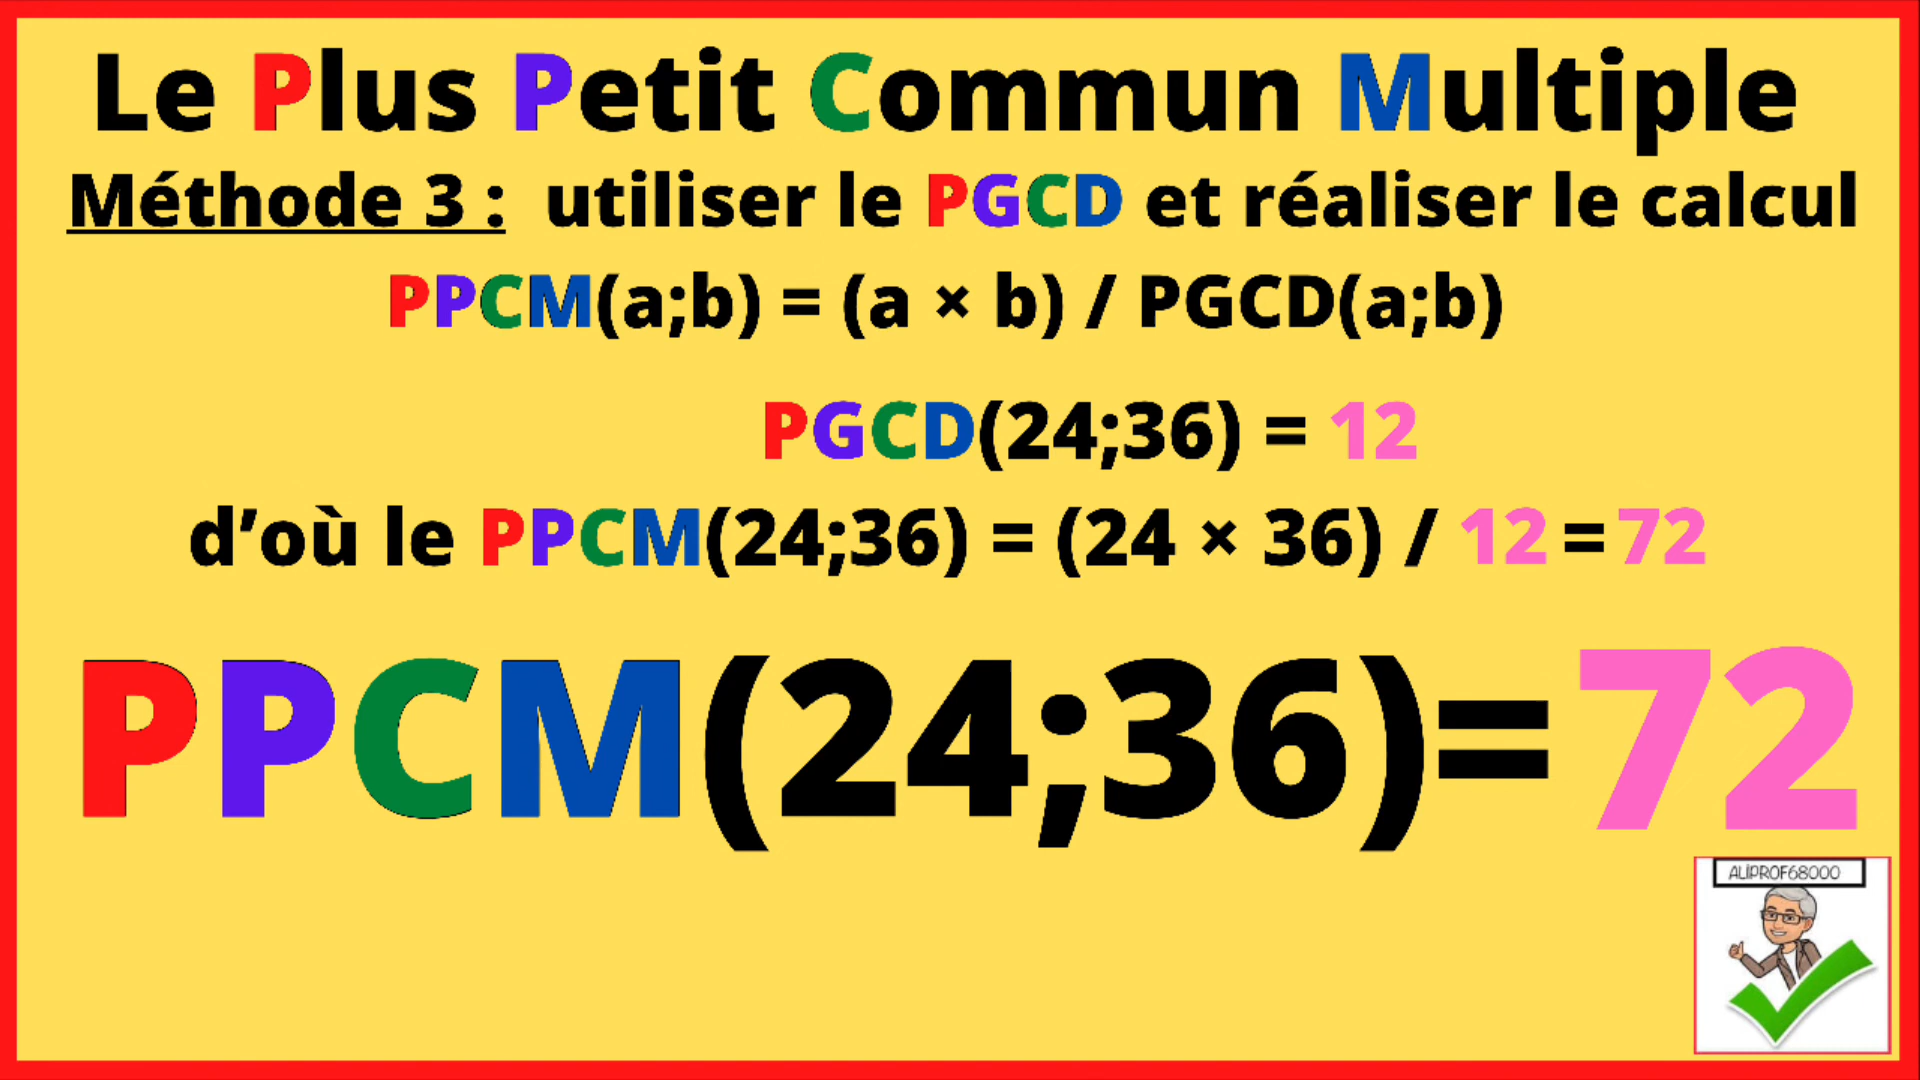 Le Plus Petit Commun Multiple
Méthode 3 : utiliser le PGCD et réaliser le calcul
PPCM(a;b) = (a × b) / PGCD(a;b)
PGCD(24;36) = 12
d’où le PPCM(24;36) = (24 × 36) / 12 = 72
PPCM(24;36)=72
ALIPROF68000